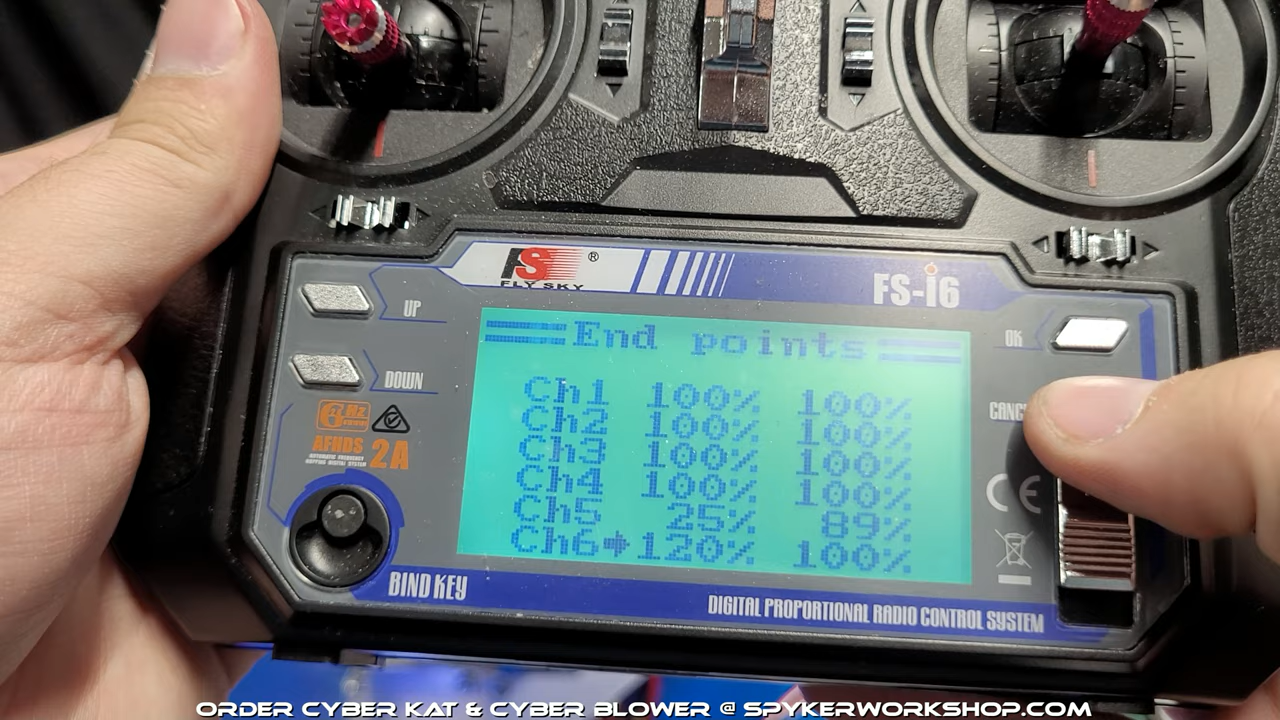 FS ®
FLY SKY
FS-i6
UP
OK
DOWN
End points
Ch1 100% 100%
Ch2 100% 100%
Ch3 100% 100%
Ch4 100% 100%
Ch5 25% 89%
Ch6→120% 100%
AFHDS 2A
CE
BIND KEY
DIGITAL PROPORTIONAL RADIO CONTROL SYSTEM
ORDER CYBER KAT & CYBER BLOWER @ SPYKERWORKSHOP.COM